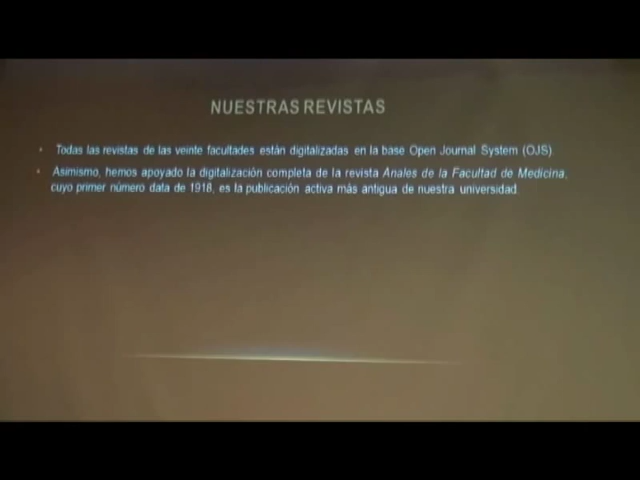 NUESTRAS REVISTAS
• Todas las revistas de las veinte facultades están digitalizadas en la base Open Journal System (OJS).
• Asimismo, hemos apoyado la digitalización completa de la revista Anales de la Facultad de Medicina,
cuyo primer número data de 1918, es la publicación activa más antigua de nuestra universidad.